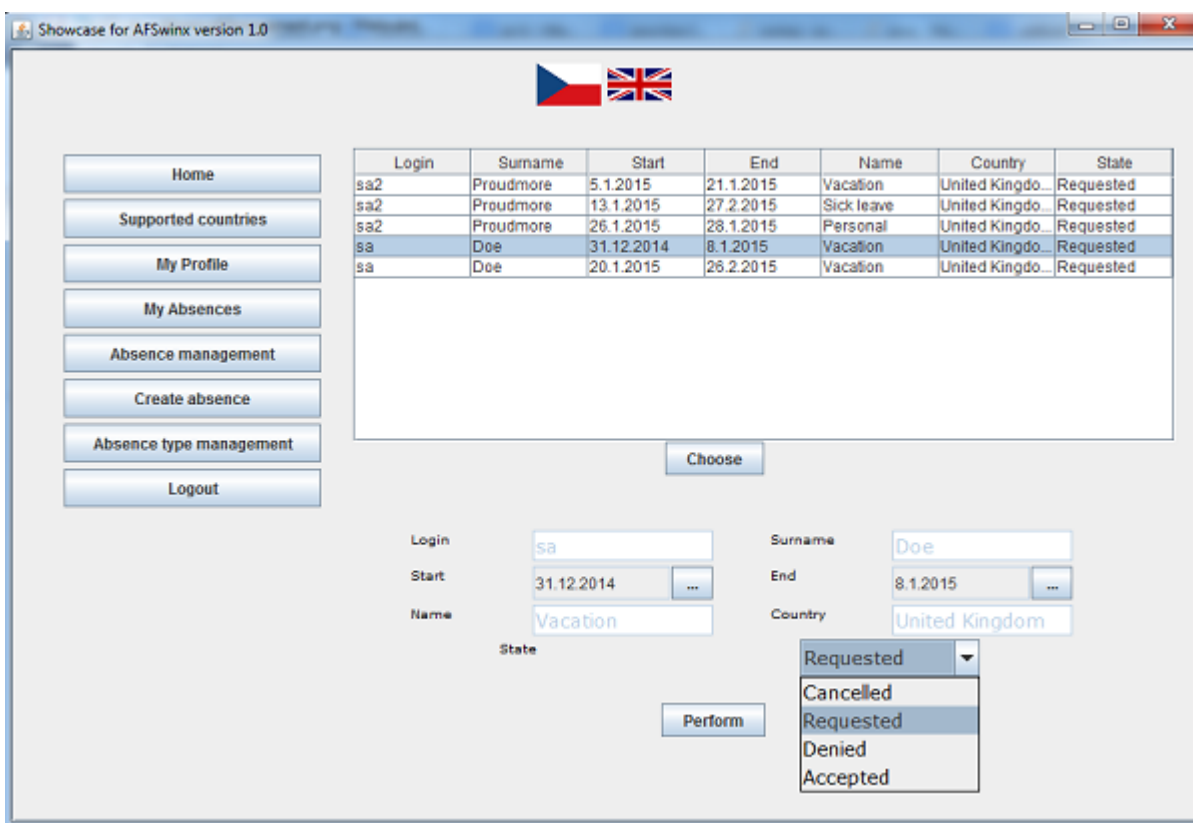 Showcase for AFSwinx version 1.0
Home
Supported countries
My Profile
My Absences
Absence management
Create absence
Absence type management
Logout
Login Surname Start End Name Country State
sa2 Proudmore 5.1.2015 21.1.2015 Vacation United Kingdo... Requested
sa2 Proudmore 13.1.2015 27.2.2015 Sick leave United Kingdo... Requested
sa2 Proudmore 26.1.2015 28.1.2015 Personal United Kingdo... Requested
sa Doe 31.12.2014 8.1.2015 Vacation United Kingdo... Requested
sa Doe 20.1.2015 26.2.2015 Vacation United Kingdo... Requested
Choose
Login sa Surname Doe
Start 31.12.2014 ... End 8.1.2015 ...
Name Vacation Country United Kingdom
State Requested
Cancelled
Requested
Denied
Accepted
Perform